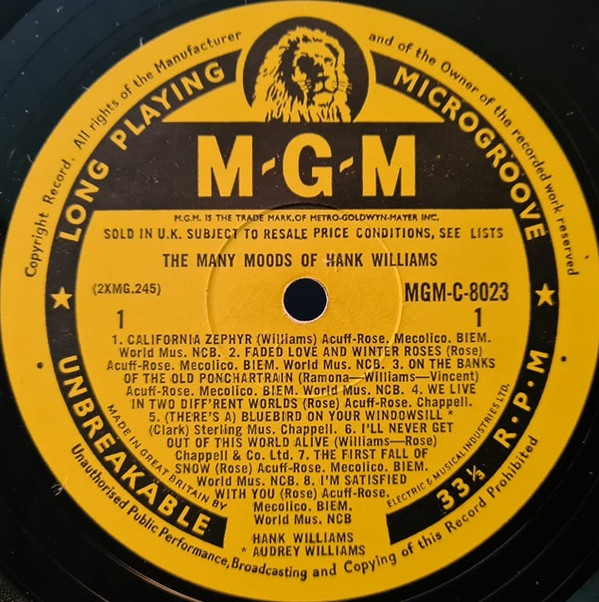 Copyright Record. All rights of the Manufacturer and of the Owner of the recorded work reserved
LONG PLAYING MICROGROOVE
M-G-M
M.G.M. IS THE TRADE MARK, OF METRO-GOLDWYN-MAYER INC.
SOLD IN U.K. SUBJECT TO RESALE PRICE CONDITIONS, SEE LISTS
THE MANY MOODS OF HANK WILLIAMS
(2XMG.245) MGM-C-8023
1 1
1. CALIFORNIA ZEPHYR (Williams) Acuff-Rose. Mecolico. BIEM.
World Mus. NCB. 2. FADED LOVE AND WINTER ROSES (Rose)
Acuff-Rose. Mecolico. BIEM. World Mus. NCB. 3. ON THE BANKS
OF THE OLD PONCHARTRAIN (Ramona—Williams—Vincent)
Acuff-Rose. Mecolico. BIEM. World Mus. NCB. 4. WE LIVE
IN TWO DIFF'RENT WORLDS (Rose) Acuff-Rose. Chappell.
5. (THERE'S A) BLUEBIRD ON YOUR WINDOWSILL *
(Clark) Sterling Mus. Chappell. 6. I'LL NEVER GET
OUT OF THIS WORLD ALIVE (Williams—Rose)
Chappell & Co. Ltd. 7. THE FIRST FALL OF
SNOW (Rose) Acuff-Rose. Mecolico. BIEM.
World Mus. NCB. 8. I'M SATISFIED
WITH YOU (Rose) Acuff-Rose.
Mecolico. BIEM.
World Mus. NCB
HANK WILLIAMS
* AUDREY WILLIAMS
MADE IN GREAT BRITAIN BY ELECTRIC & MUSICAL INDUSTRIES LTD.
UNBREAKABLE 33⅓ R·P·M
Unauthorised Public Performance, Broadcasting and Copying of this Record Prohibited